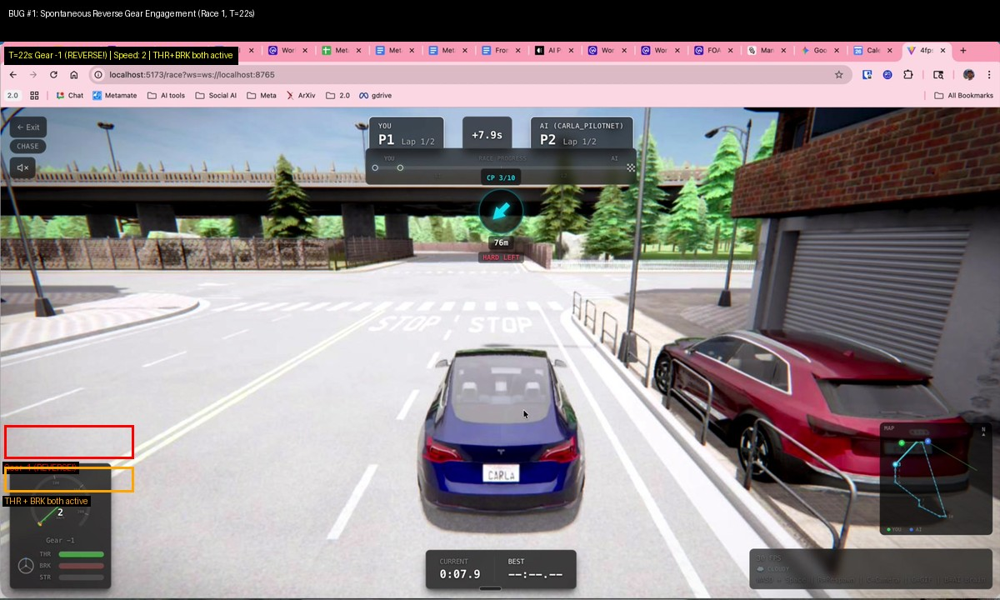 BUG #1: Spontaneous Reverse Gear Engagement (Race 1, T=22s)
T=22s: Gear -1 (REVERSE!) | Speed: 2 | THR+BRK both active
Wor
Met
Met
Met
Fror
AI P
Wor
Wor
FOA
Man
Goo
Cale
4fps
localhost:5173/race?ws=ws://localhost:8765
2.0
Chat
Metamate
AI tools
Social AI
Meta
ArXiv
2.0
gdrive
All Bookmarks
← Exit
CHASE
YOU
P1 Lap 1/2
+7.9s
AI (CARLA_PILOTNET)
P2 Lap 1/2
YOU
RACE PROGRESS
AI
CP 3/10
76m
HARD LEFT
STOP STOP
CARLA
MAP
N
YOU
AI
Gear -1 (REVERSE!)
THR + BRK both active
2
Gear -1
THR
BRK
STR
CURRENT
0:07.9
BEST
--:--.--
FPS
CLOUDY